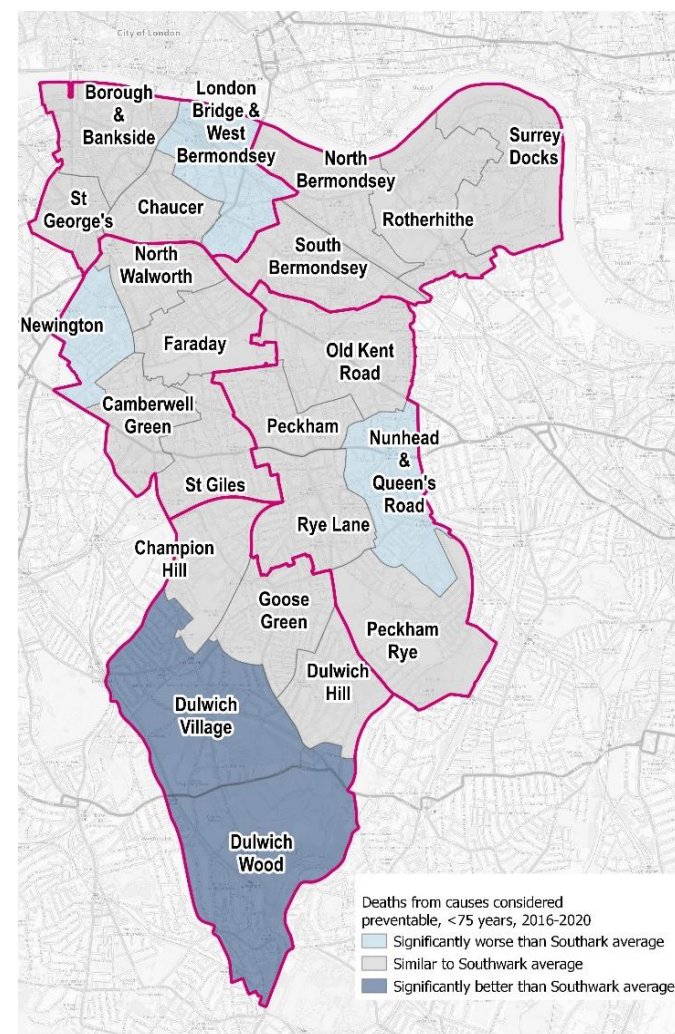 City of London
Borough
&
Bankside
London
Bridge &
West
Bermondsey
North
Bermondsey
Surrey
Docks
St
George's
Chaucer
Rotherhithe
South
Bermondsey
North
Walworth
Newington
Faraday
Old Kent
Road
Camberwell
Green
Peckham
Nunhead
&
Queen's
Road
St Giles
Rye Lane
Champion
Hill
Goose
Green
Peckham
Rye
Dulwich
Hill
Dulwich
Village
Dulwich
Wood
Deaths from causes considered
preventable, <75 years, 2016-2020
Significantly worse than Southark average
Similar to Southwark average
Significantly better than Southwark average